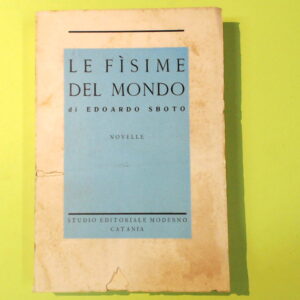 LE FÌSIME
DEL MONDO
di EDOARDO SBOTO
NOVELLE
STUDIO EDITORIALE MODERNO
CATANIA